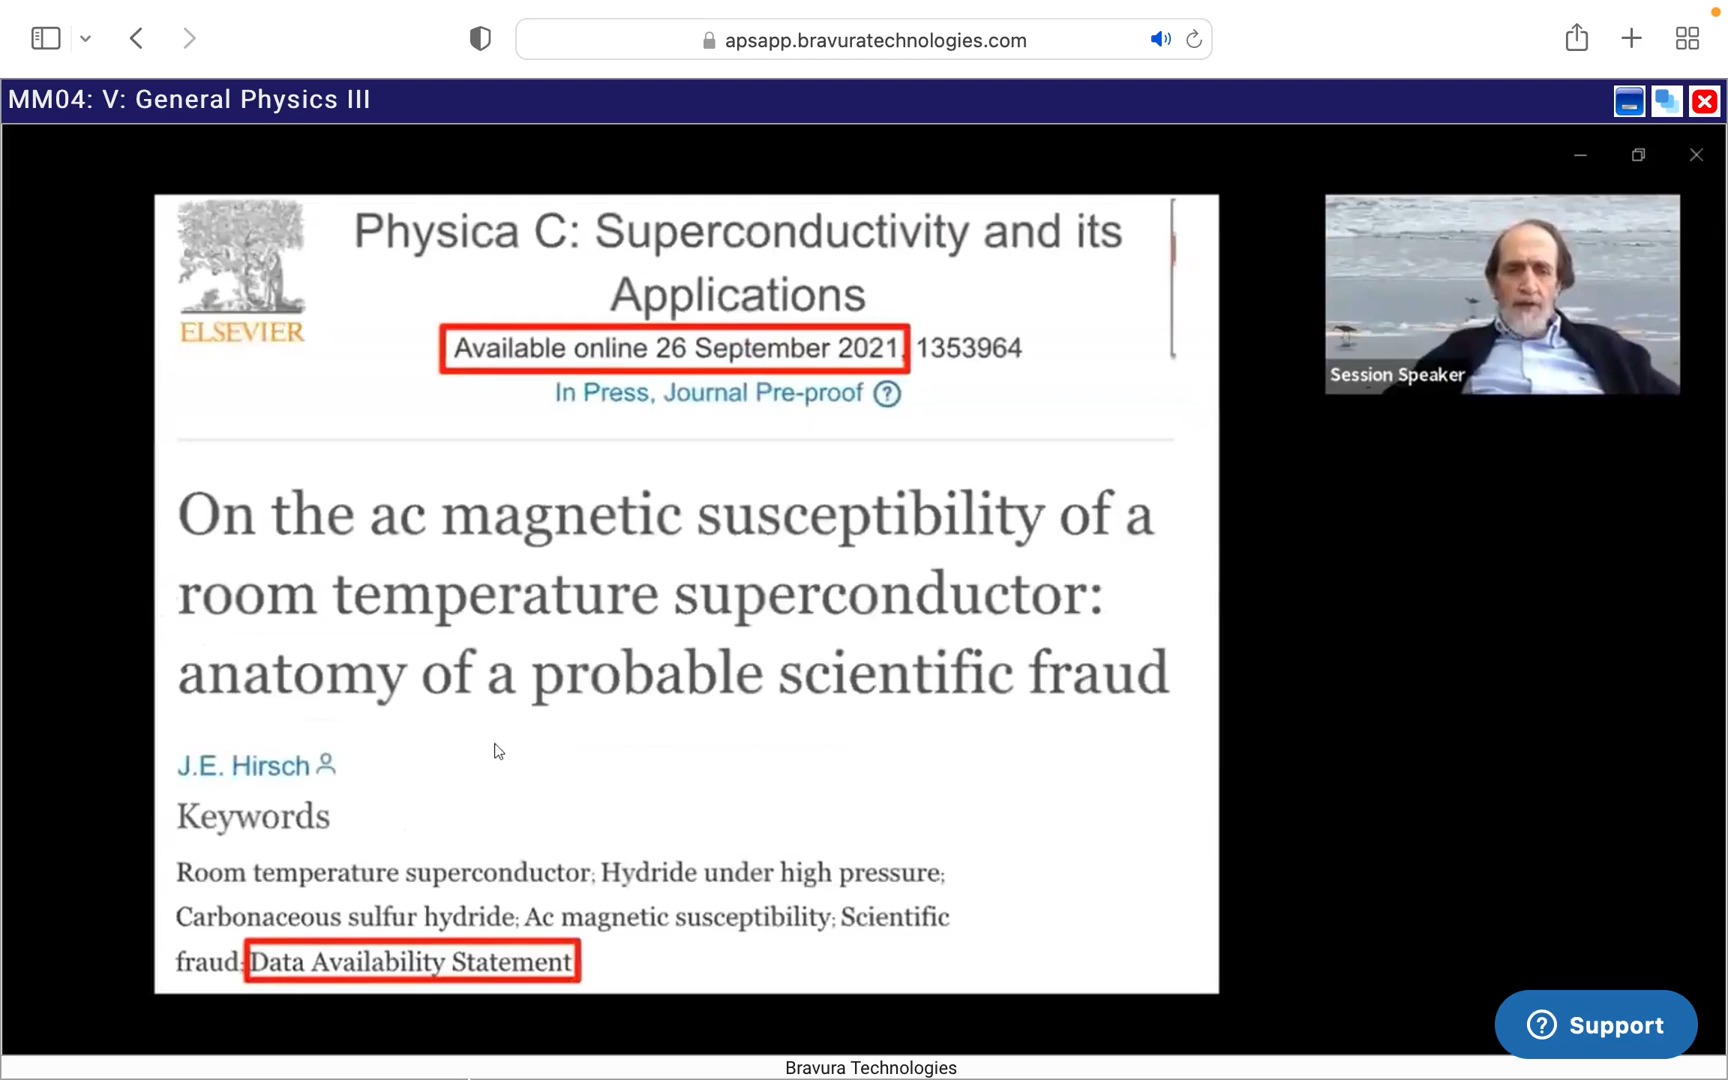 apsapp.bravuratechnologies.com
MM04: V: General Physics III
ELSEVIER
Physica C: Superconductivity and its
Applications
Available online 26 September 2021, 1353964
In Press, Journal Pre-proof ?
On the ac magnetic susceptibility of a
room temperature superconductor:
anatomy of a probable scientific fraud
J.E. Hirsch
Keywords
Room temperature superconductor; Hydride under high pressure;
Carbonaceous sulfur hydride; Ac magnetic susceptibility; Scientific
fraud; Data Availability Statement
Session Speaker
? Support
Bravura Technologies